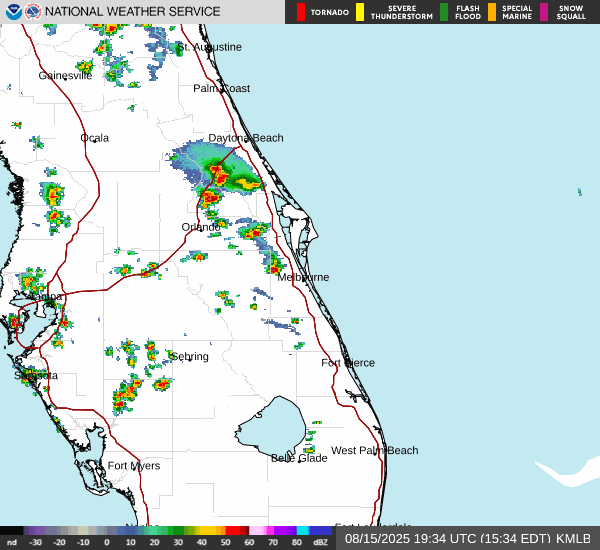 NATIONAL WEATHER SERVICE
TORNADO
SEVERE THUNDERSTORM
FLASH FLOOD
SPECIAL MARINE
SNOW SQUALL
St. Augustine
Gainesville
Palm Coast
Ocala
Daytona Beach
Orlando
Melbourne
Tampa
Sebring
Fort Pierce
Sarasota
West Palm Beach
Belle Glade
Fort Myers
nd -30 -20 -10 0 10 20 30 40 50 60 70 80 dBZ
08/15/2025 19:34 UTC (15:34 EDT) KMLB